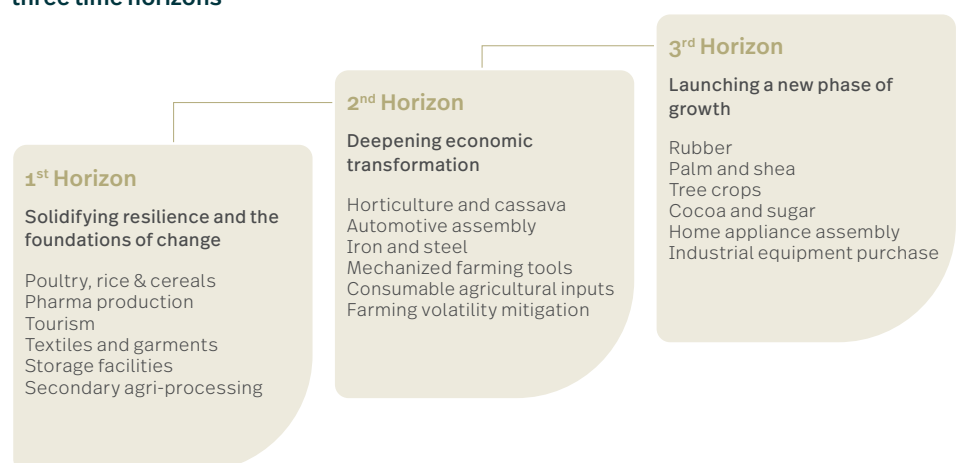 three time horizons
1st Horizon
Solidifying resilience and the
foundations of change
Poultry, rice & cereals
Pharma production
Tourism
Textiles and garments
Storage facilities
Secondary agri-processing
2nd Horizon
Deepening economic
transformation
Horticulture and cassava
Automotive assembly
Iron and steel
Mechanized farming tools
Consumable agricultural inputs
Farming volatility mitigation
3rd Horizon
Launching a new phase of
growth
Rubber
Palm and shea
Tree crops
Cocoa and sugar
Home appliance assembly
Industrial equipment purchase